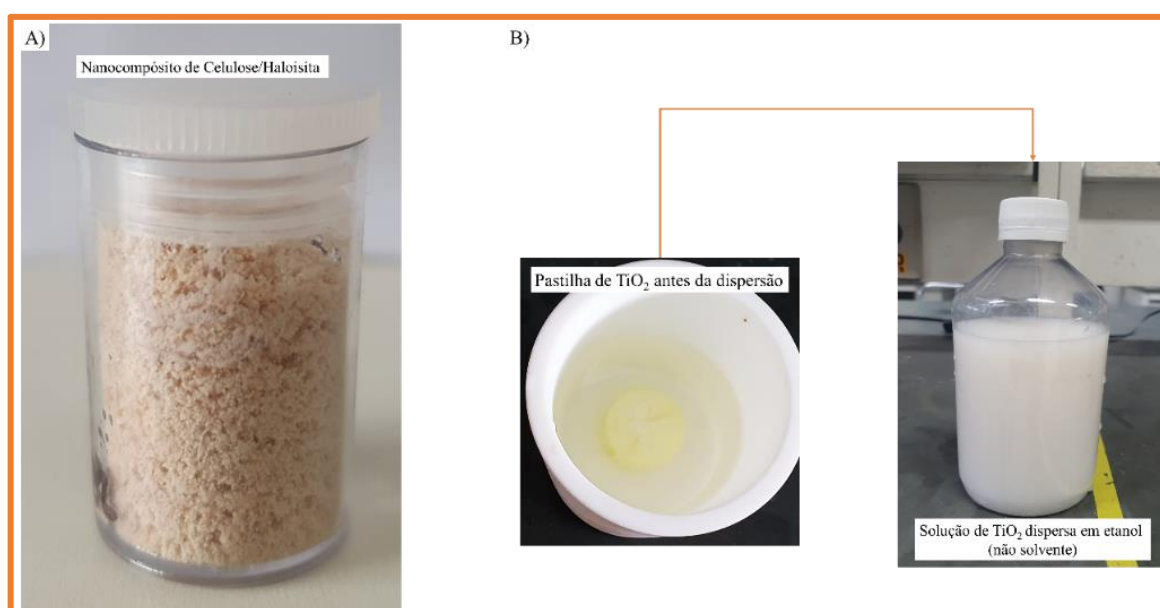 A)
Nanocompósito de Celulose/Haloisita
B)
Pastilha de TiO₂ antes da dispersão
Solução de TiO₂ dispersa em etanol
(não solvente)